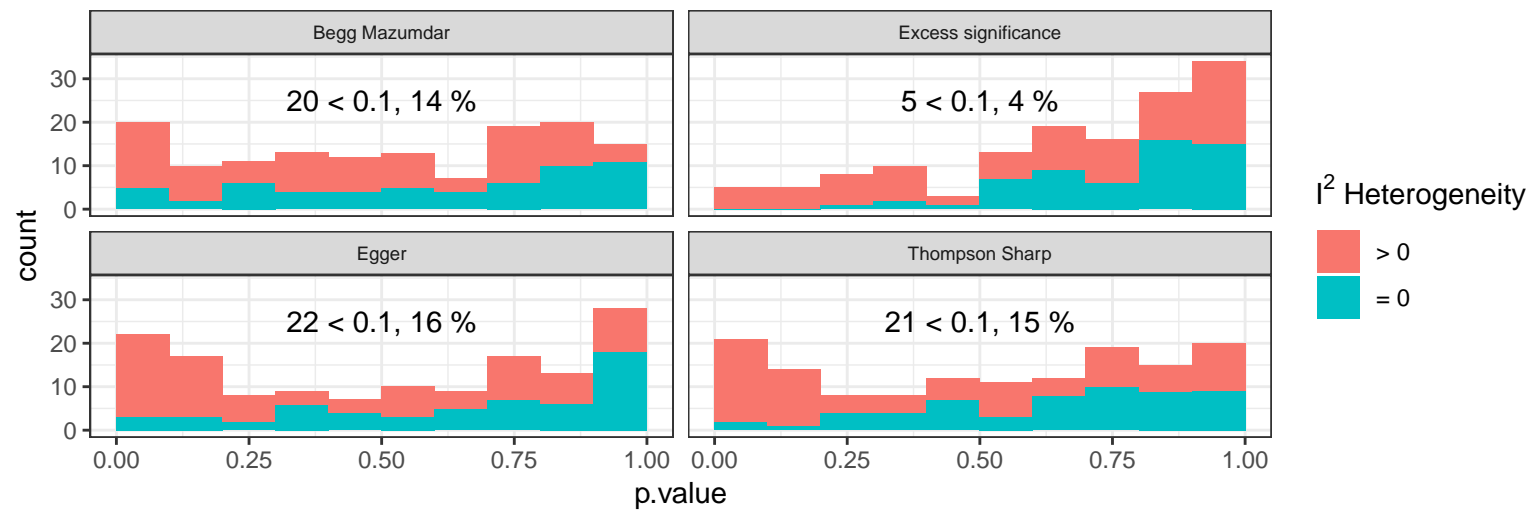 Begg Mazumdar
Excess significance
30
20
10
0
20 < 0.1, 14 %
5 < 0.1, 4 %
count
Egger
Thompson Sharp
30
20
10
0
22 < 0.1, 16 %
21 < 0.1, 15 %
0.00 0.25 0.50 0.75 1.00
0.00 0.25 0.50 0.75 1.00
p.value
I² Heterogeneity
> 0
= 0